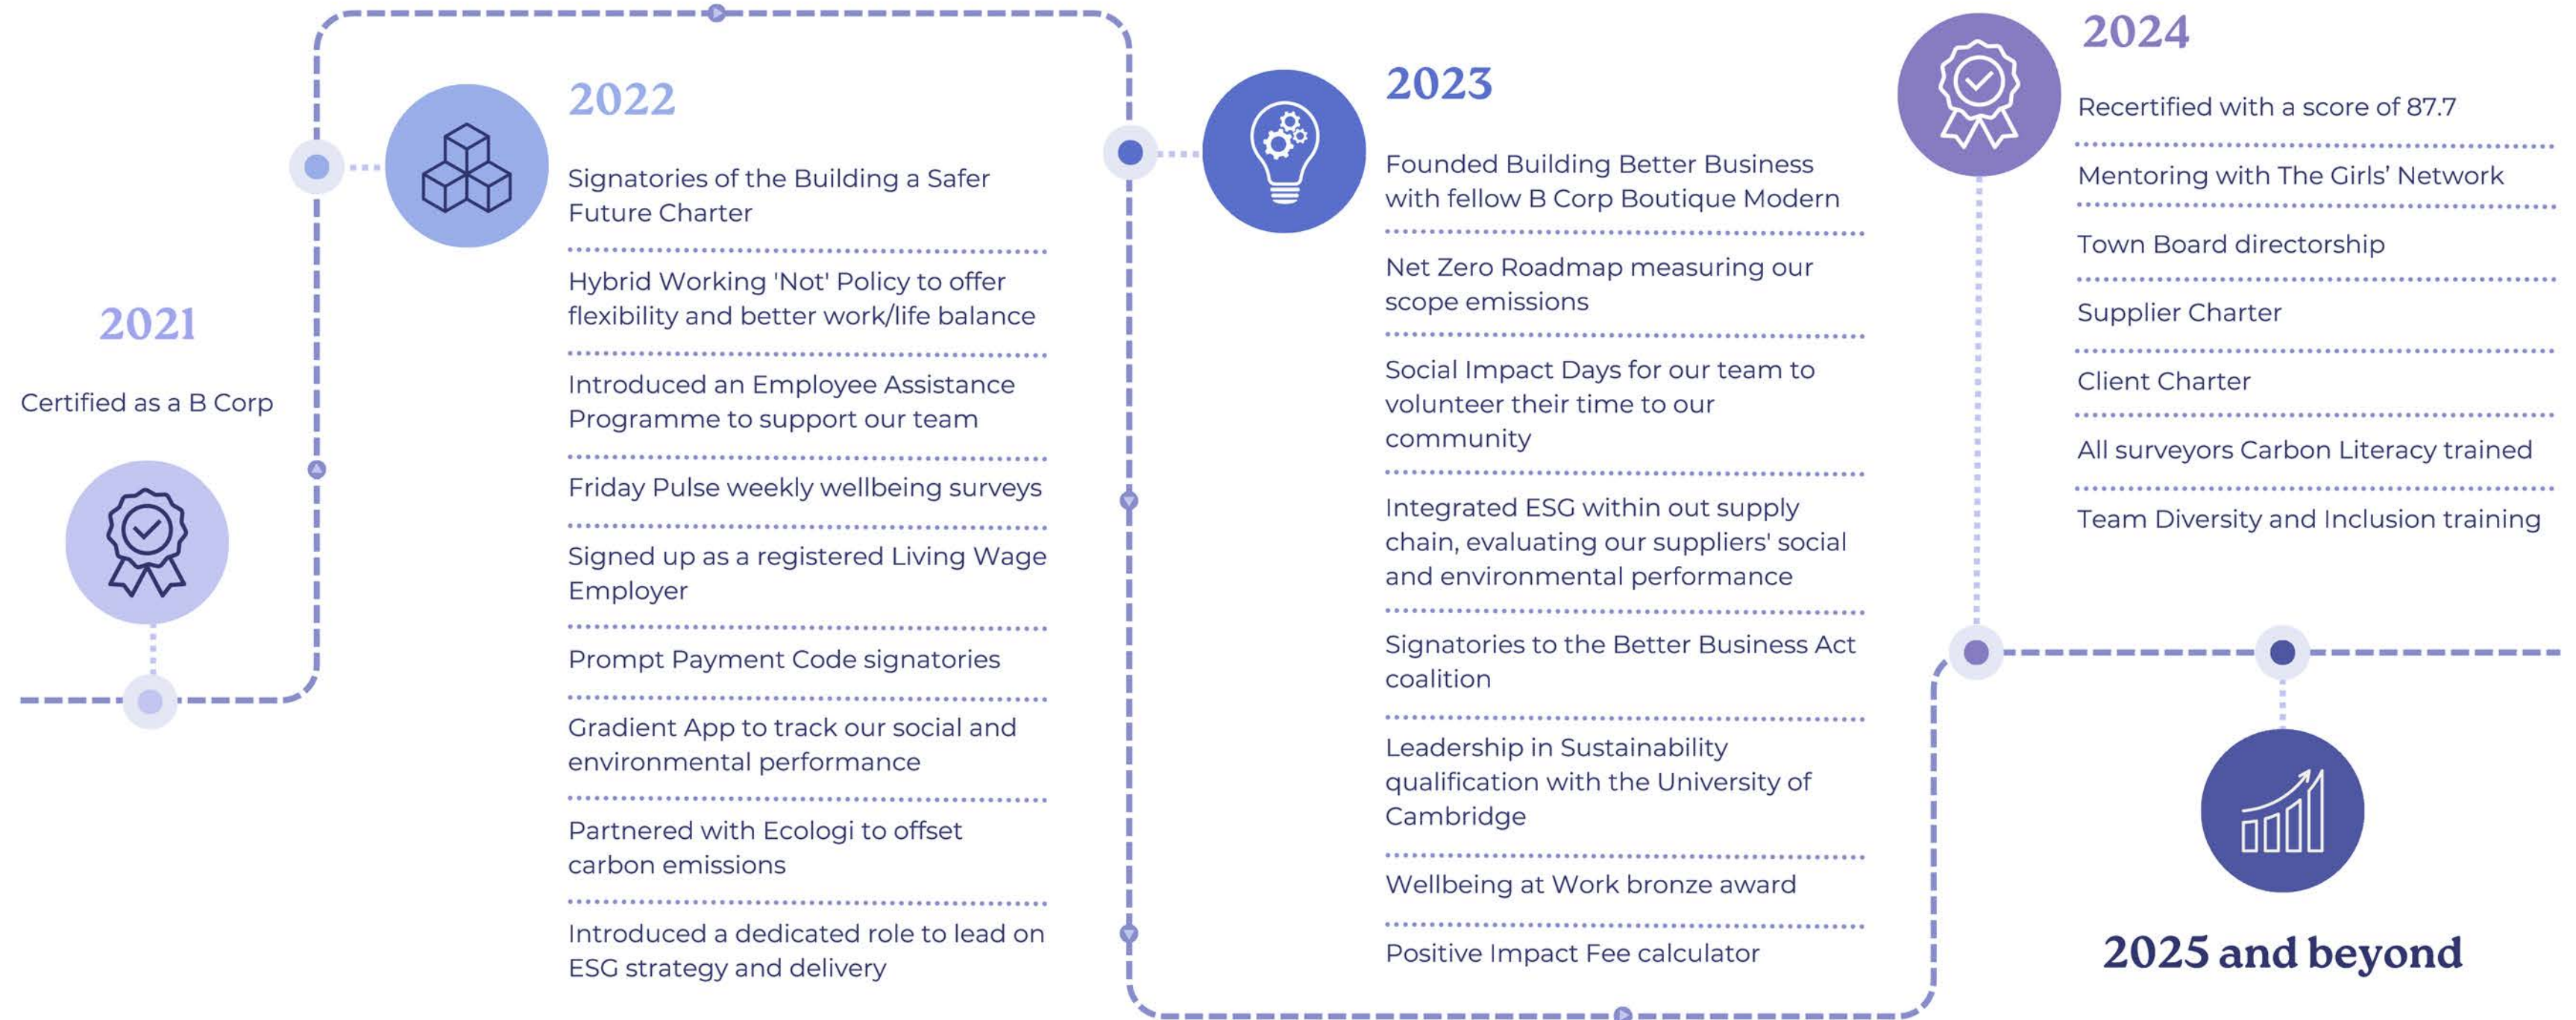 2021
Certified as a B Corp
2022
Signatories of the Building a Safer
Future Charter
Hybrid Working 'Not' Policy to offer
flexibility and better work/life balance
Introduced an Employee Assistance
Programme to support our team
Friday Pulse weekly wellbeing surveys
Signed up as a registered Living Wage
Employer
Prompt Payment Code signatories
Gradient App to track our social and
environmental performance
Partnered with Ecologi to offset
carbon emissions
Introduced a dedicated role to lead on
ESG strategy and delivery
2023
Founded Building Better Business
with fellow B Corp Boutique Modern
Net Zero Roadmap measuring our
scope emissions
Social Impact Days for our team to
volunteer their time to our
community
Integrated ESG within out supply
chain, evaluating our suppliers' social
and environmental performance
Signatories to the Better Business Act
coalition
Leadership in Sustainability
qualification with the University of
Cambridge
Wellbeing at Work bronze award
Positive Impact Fee calculator
2024
Recertified with a score of 87.7
Mentoring with The Girls’ Network
Town Board directorship
Supplier Charter
Client Charter
All surveyors Carbon Literacy trained
Team Diversity and Inclusion training
2025 and beyond